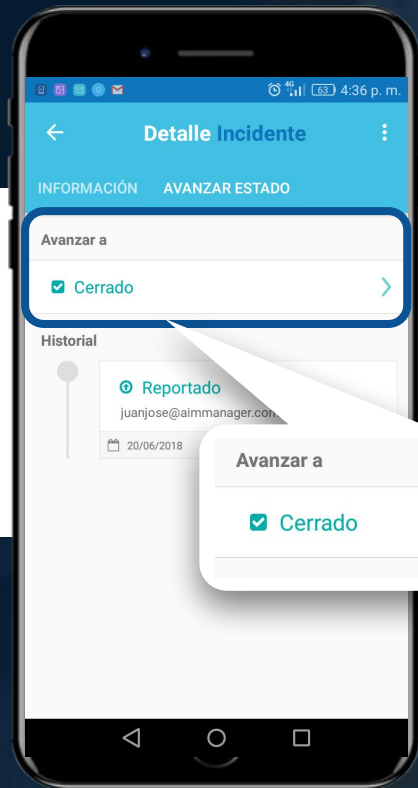 4G 63 4:36 p. m.
Detalle Incidente
INFORMACIÓN AVANZAR ESTADO
Avanzar a
Cerrado
Historial
Reportado
juanjose@aimmanager.com
20/06/2018
Avanzar a
Cerrado